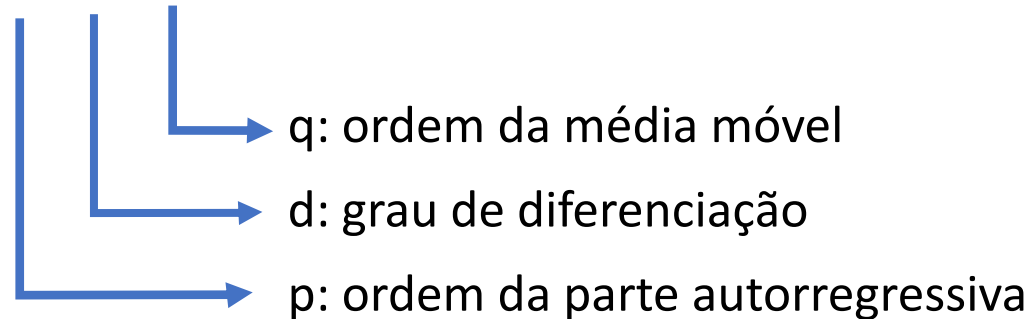 q: ordem da média móvel
d: grau de diferenciação
p: ordem da parte autorregressiva